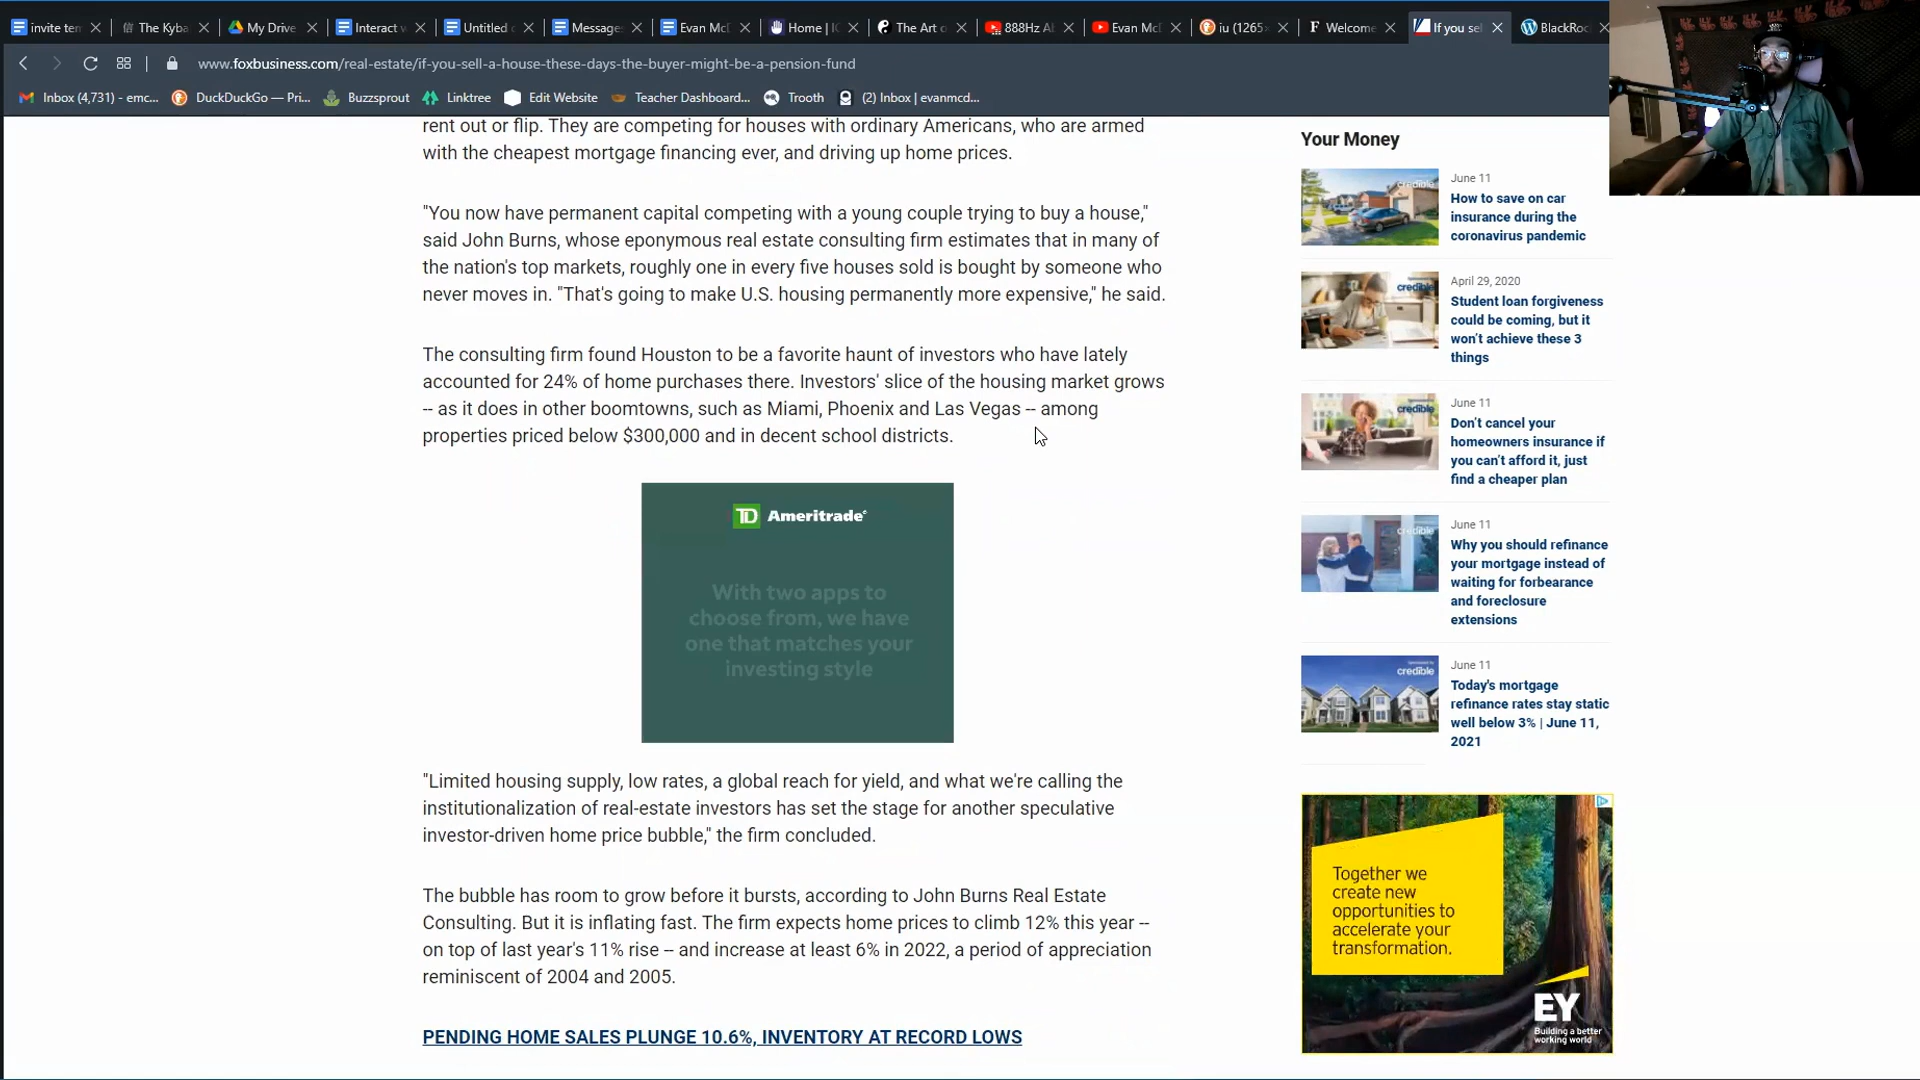 invite ten
The Kyba
My Drive
Interact w
Untitled
Message
Evan McD
Home | IC
The Art o
888Hz Al
Evan McD
iu (1265×
Welcome
If you sel
BlackRoc
www.foxbusiness.com/real-estate/if-you-sell-a-house-these-days-the-buyer-might-be-a-pension-fund
Inbox (4,731) - emc...
DuckDuckGo — Pri...
Buzzsprout
Linktree
Edit Website
Teacher Dashboard...
Trooth
(2) Inbox | evanmcd...
rent out or flip. They are competing for houses with ordinary Americans, who are armed
with the cheapest mortgage financing ever, and driving up home prices.
"You now have permanent capital competing with a young couple trying to buy a house,"
said John Burns, whose eponymous real estate consulting firm estimates that in many of
the nation's top markets, roughly one in every five houses sold is bought by someone who
never moves in. "That's going to make U.S. housing permanently more expensive," he said.
The consulting firm found Houston to be a favorite haunt of investors who have lately
accounted for 24% of home purchases there. Investors' slice of the housing market grows
-- as it does in other boomtowns, such as Miami, Phoenix and Las Vegas -- among
properties priced below $300,000 and in decent school districts.
TD Ameritrade
With two apps to
choose from, we have
one that matches your
investing style
"Limited housing supply, low rates, a global reach for yield, and what we're calling the
institutionalization of real-estate investors has set the stage for another speculative
investor-driven home price bubble," the firm concluded.
The bubble has room to grow before it bursts, according to John Burns Real Estate
Consulting. But it is inflating fast. The firm expects home prices to climb 12% this year --
on top of last year's 11% rise -- and increase at least 6% in 2022, a period of appreciation
reminiscent of 2004 and 2005.
PENDING HOME SALES PLUNGE 10.6%, INVENTORY AT RECORD LOWS
Your Money
credible
June 11
How to save on car
insurance during the
coronavirus pandemic
credible
April 29, 2020
Student loan forgiveness
could be coming, but it
won't achieve these 3
things
credible
June 11
Don't cancel your
homeowners insurance if
you can't afford it, just
find a cheaper plan
credible
June 11
Why you should refinance
your mortgage instead of
waiting for forbearance
and foreclosure
extensions
credible
June 11
Today's mortgage
refinance rates stay static
well below 3% | June 11,
2021
Together we
create new
opportunities to
accelerate your
transformation.
EY
Building a better
working world